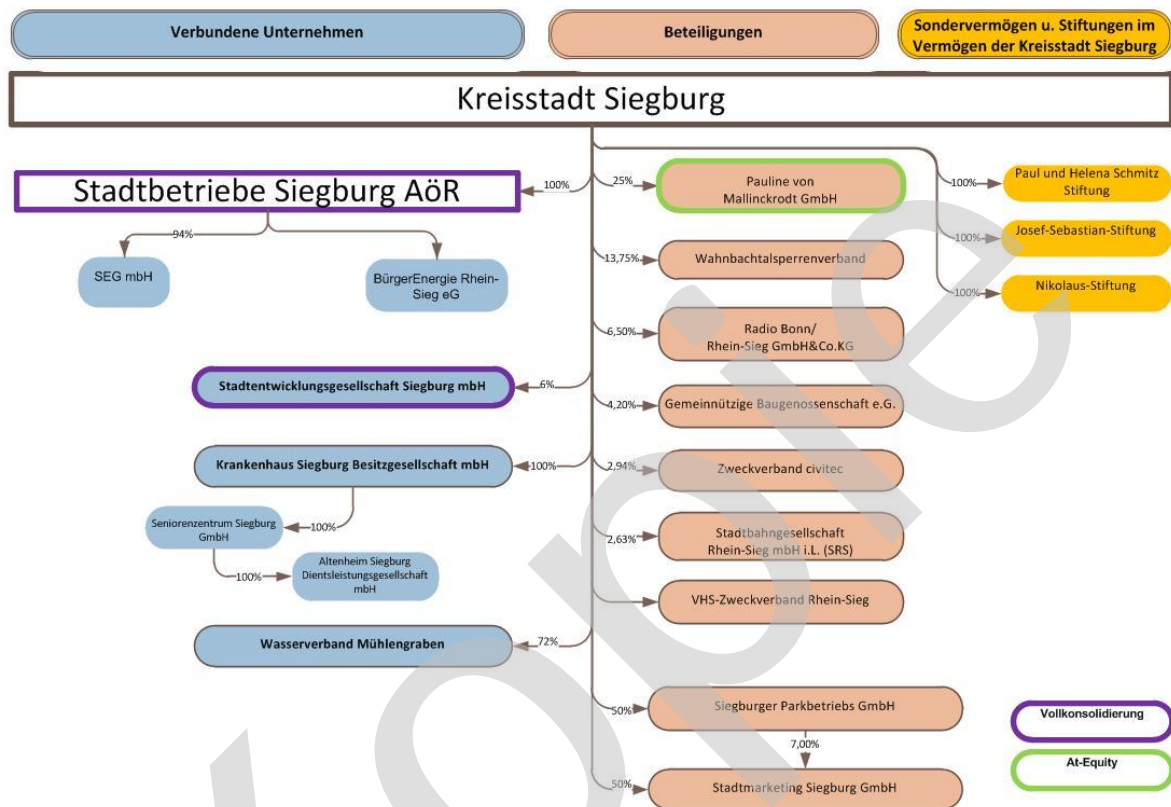 Verbundene Unternehmen
Beteiligungen
Sondervermögen u. Stiftungen im
Vermögen der Kreisstadt Siegburg
Kreisstadt Siegburg
Stadtbetriebe Siegburg AöR
100%
25%
Pauline von
Mallinckrodt GmbH
100%
Paul und Helena Schmitz
Stiftung
94%
100%
Josef-Sebastian-Stiftung
SEG mbH
BürgerEnergie Rhein-
Sieg eG
13,75%
Wahnbachtalsperrenverband
100%
Nikolaus-Stiftung
6,50%
Radio Bonn/
Rhein-Sieg GmbH&Co.KG
Stadtentwicklungsgesellschaft Siegburg mbH
6%
4,20%
Gemeinnützige Baugenossenschaft e.G.
Krankenhaus Siegburg Besitzgesellschaft mbH
100%
2,94%
Zweckverband civitec
Seniorenzentrum Siegburg
GmbH
100%
2,63%
Stadtbahngesellschaft
Rhein-Sieg mbH i.L. (SRS)
100%
Altenheim Siegburg
Dientsleistungsgesellschaft
mbH
VHS-Zweckverband Rhein-Sieg
Wasserverband Mühlengraben
72%
50%
Siegburger Parkbetriebs GmbH
7,00%
50%
Stadtmarketing Siegburg GmbH
Vollkonsolidierung
At-Equity
Kopie